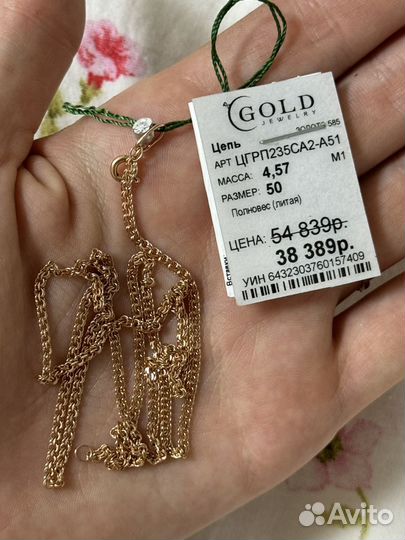 GOLD
JEWELRY
ЗОЛОТО 585
Цепь
АРТ ЦГРП235СА2-А51
МАССА: 4,57 М1
РАЗМЕР: 50
Полновес (литая)
ЦЕНА: 54 839р.
38 389р.
УИН 6432303760157409
Вставки
Avito